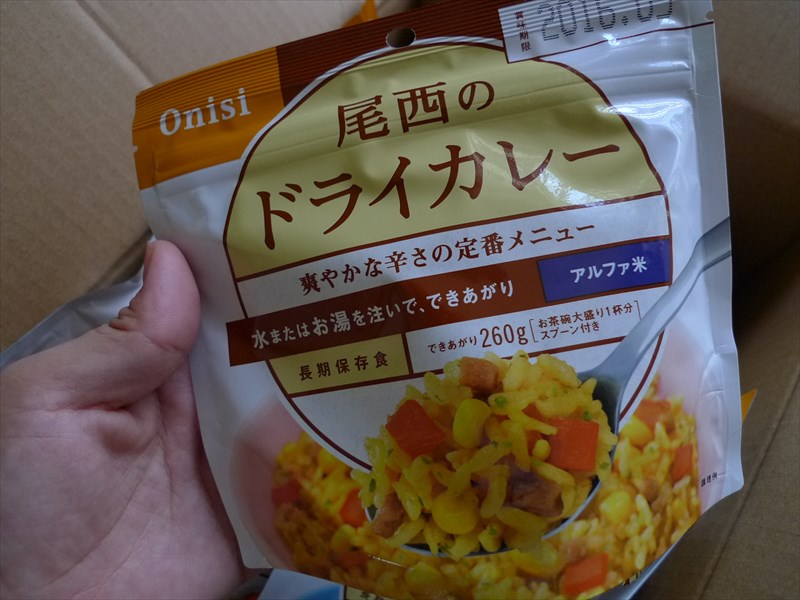 賞味期限
2016.05
Onisi
尾西の
ドライカレー
爽やかな辛さの定番メニュー
アルファ米
水またはお湯を注いで、できあがり
長期保存食
できあがり260g
お茶碗大盛り1杯分
スプーン付き
調理例